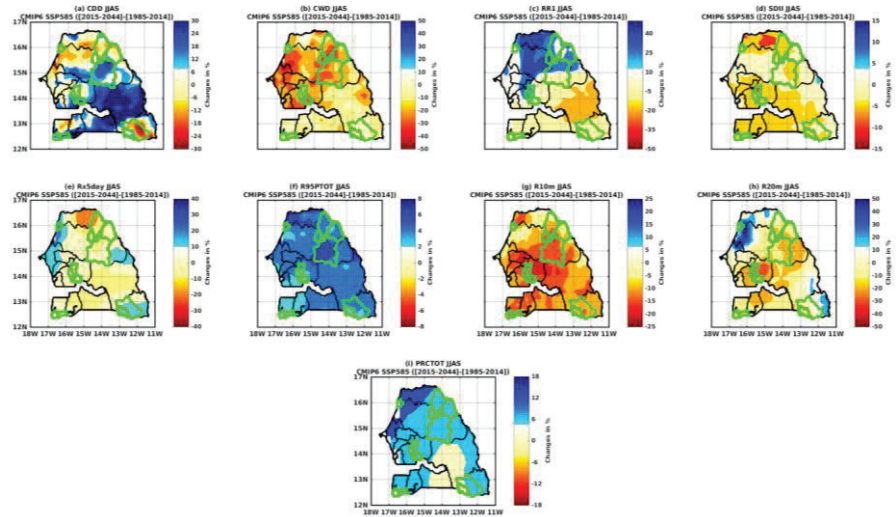 (a) CDD JJAS
CMIP6 SSP585 ([2015-2044]-[1985-2014])
17N
16N
15N
14N
13N
12N
30
24
18
12
6
0
-6
-12
-18
-24
-30
Changes in %
(b) CWD JJAS
CMIP6 SSP585 ([2015-2044]-[1985-2014])
50
40
30
20
10
0
-10
-20
-30
-40
-50
Changes in %
(c) RR1 JJAS
CMIP6 SSP585 ([2015-2044]-[1985-2014])
40
25
10
-5
-20
-35
-50
Changes in %
(d) SDII JJAS
CMIP6 SSP585 ([2015-2044]-[1985-2014])
15
10
5
0
-5
-10
-15
Changes in %
(e) Rx5day JJAS
CMIP6 SSP585 ([2015-2044]-[1985-2014])
17N
16N
15N
14N
13N
12N
18W 17W 16W 15W 14W 13W 12W 11W
40
30
20
10
0
-10
-20
-30
-40
Changes in %
(f) R95PTOT JJAS
CMIP6 SSP585 ([2015-2044]-[1985-2014])
18W 17W 16W 15W 14W 13W 12W 11W
8
6
4
2
0
-2
-4
-6
-8
Changes in %
(g) R10m JJAS
CMIP6 SSP585 ([2015-2044]-[1985-2014])
18W 17W 16W 15W 14W 13W 12W 11W
25
20
15
10
5
0
-5
-10
-15
-20
-25
Changes in %
(h) R20m JJAS
CMIP6 SSP585 ([2015-2044]-[1985-2014])
18W 17W 16W 15W 14W 13W 12W 11W
50
40
30
20
10
0
-10
-20
-30
-40
-50
Changes in %
(i) PRCTOT JJAS
CMIP6 SSP585 ([2015-2044]-[1985-2014])
17N
16N
15N
14N
13N
12N
18W 17W 16W 15W 14W 13W 12W 11W
18
12
6
0
-6
-12
-18
Changes in %